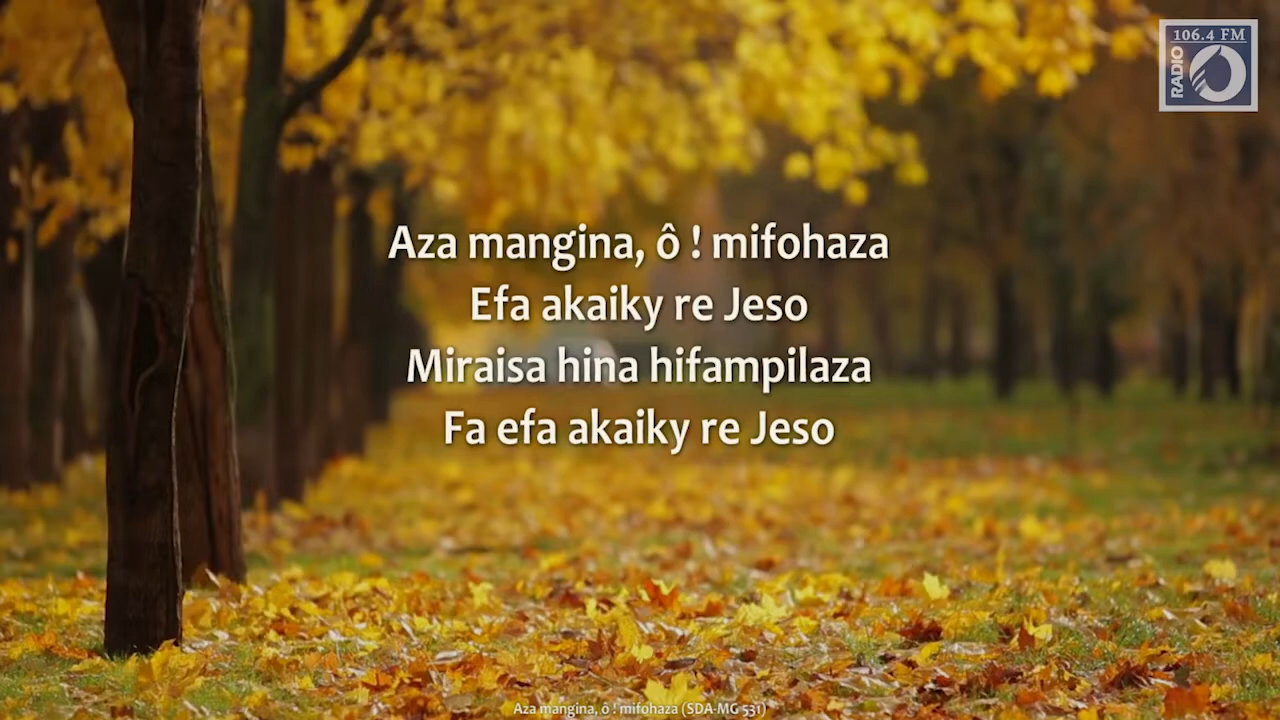 106.4 FM
RADIO
Aza mangina, ô ! mifohaza
Efa akaiky re Jeso
Miraisa hina hifampilaza
Fa efa akaiky re Jeso
Aza mangina, ô ! mifohaza (SDA-MG 531)